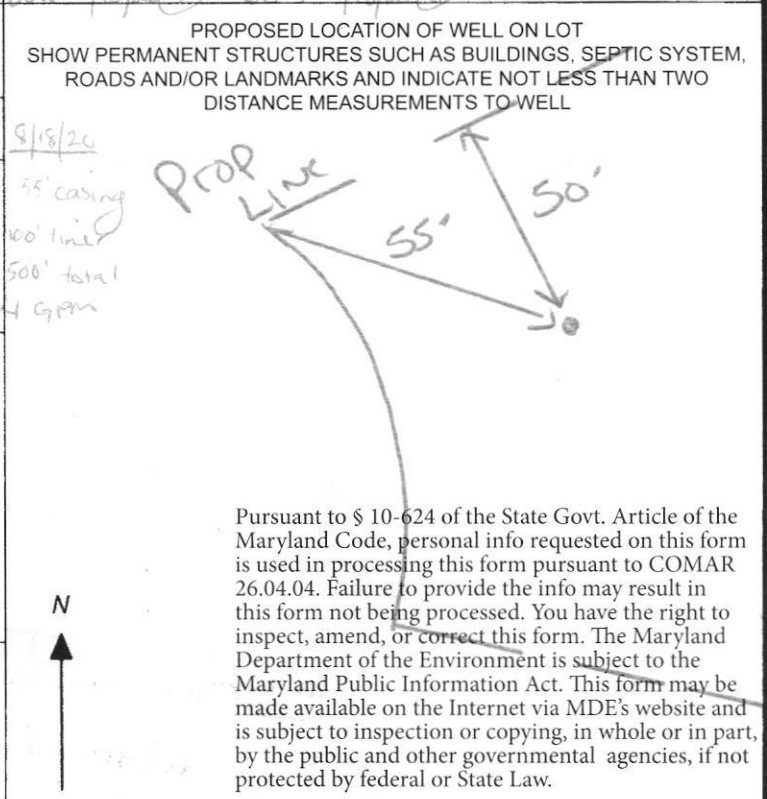 PROPOSED LOCATION OF WELL ON LOT
SHOW PERMANENT STRUCTURES SUCH AS BUILDINGS, SEPTIC SYSTEM,
ROADS AND/OR LANDMARKS AND INDICATE NOT LESS THAN TWO
DISTANCE MEASUREMENTS TO WELL
8/18/20
55' casing
100' liner
500' total
4 GPM
PROP
LINE
55'
50'
Pursuant to § 10-624 of the State Govt. Article of the
Maryland Code, personal info requested on this form
is used in processing this form pursuant to COMAR
26.04.04. Failure to provide the info may result in
this form not being processed. You have the right to
inspect, amend, or correct this form. The Maryland
Department of the Environment is subject to the
Maryland Public Information Act. This form may be
made available on the Internet via MDE's website and
is subject to inspection or copying, in whole or in part,
by the public and other governmental agencies, if not
protected by federal or State Law.
N